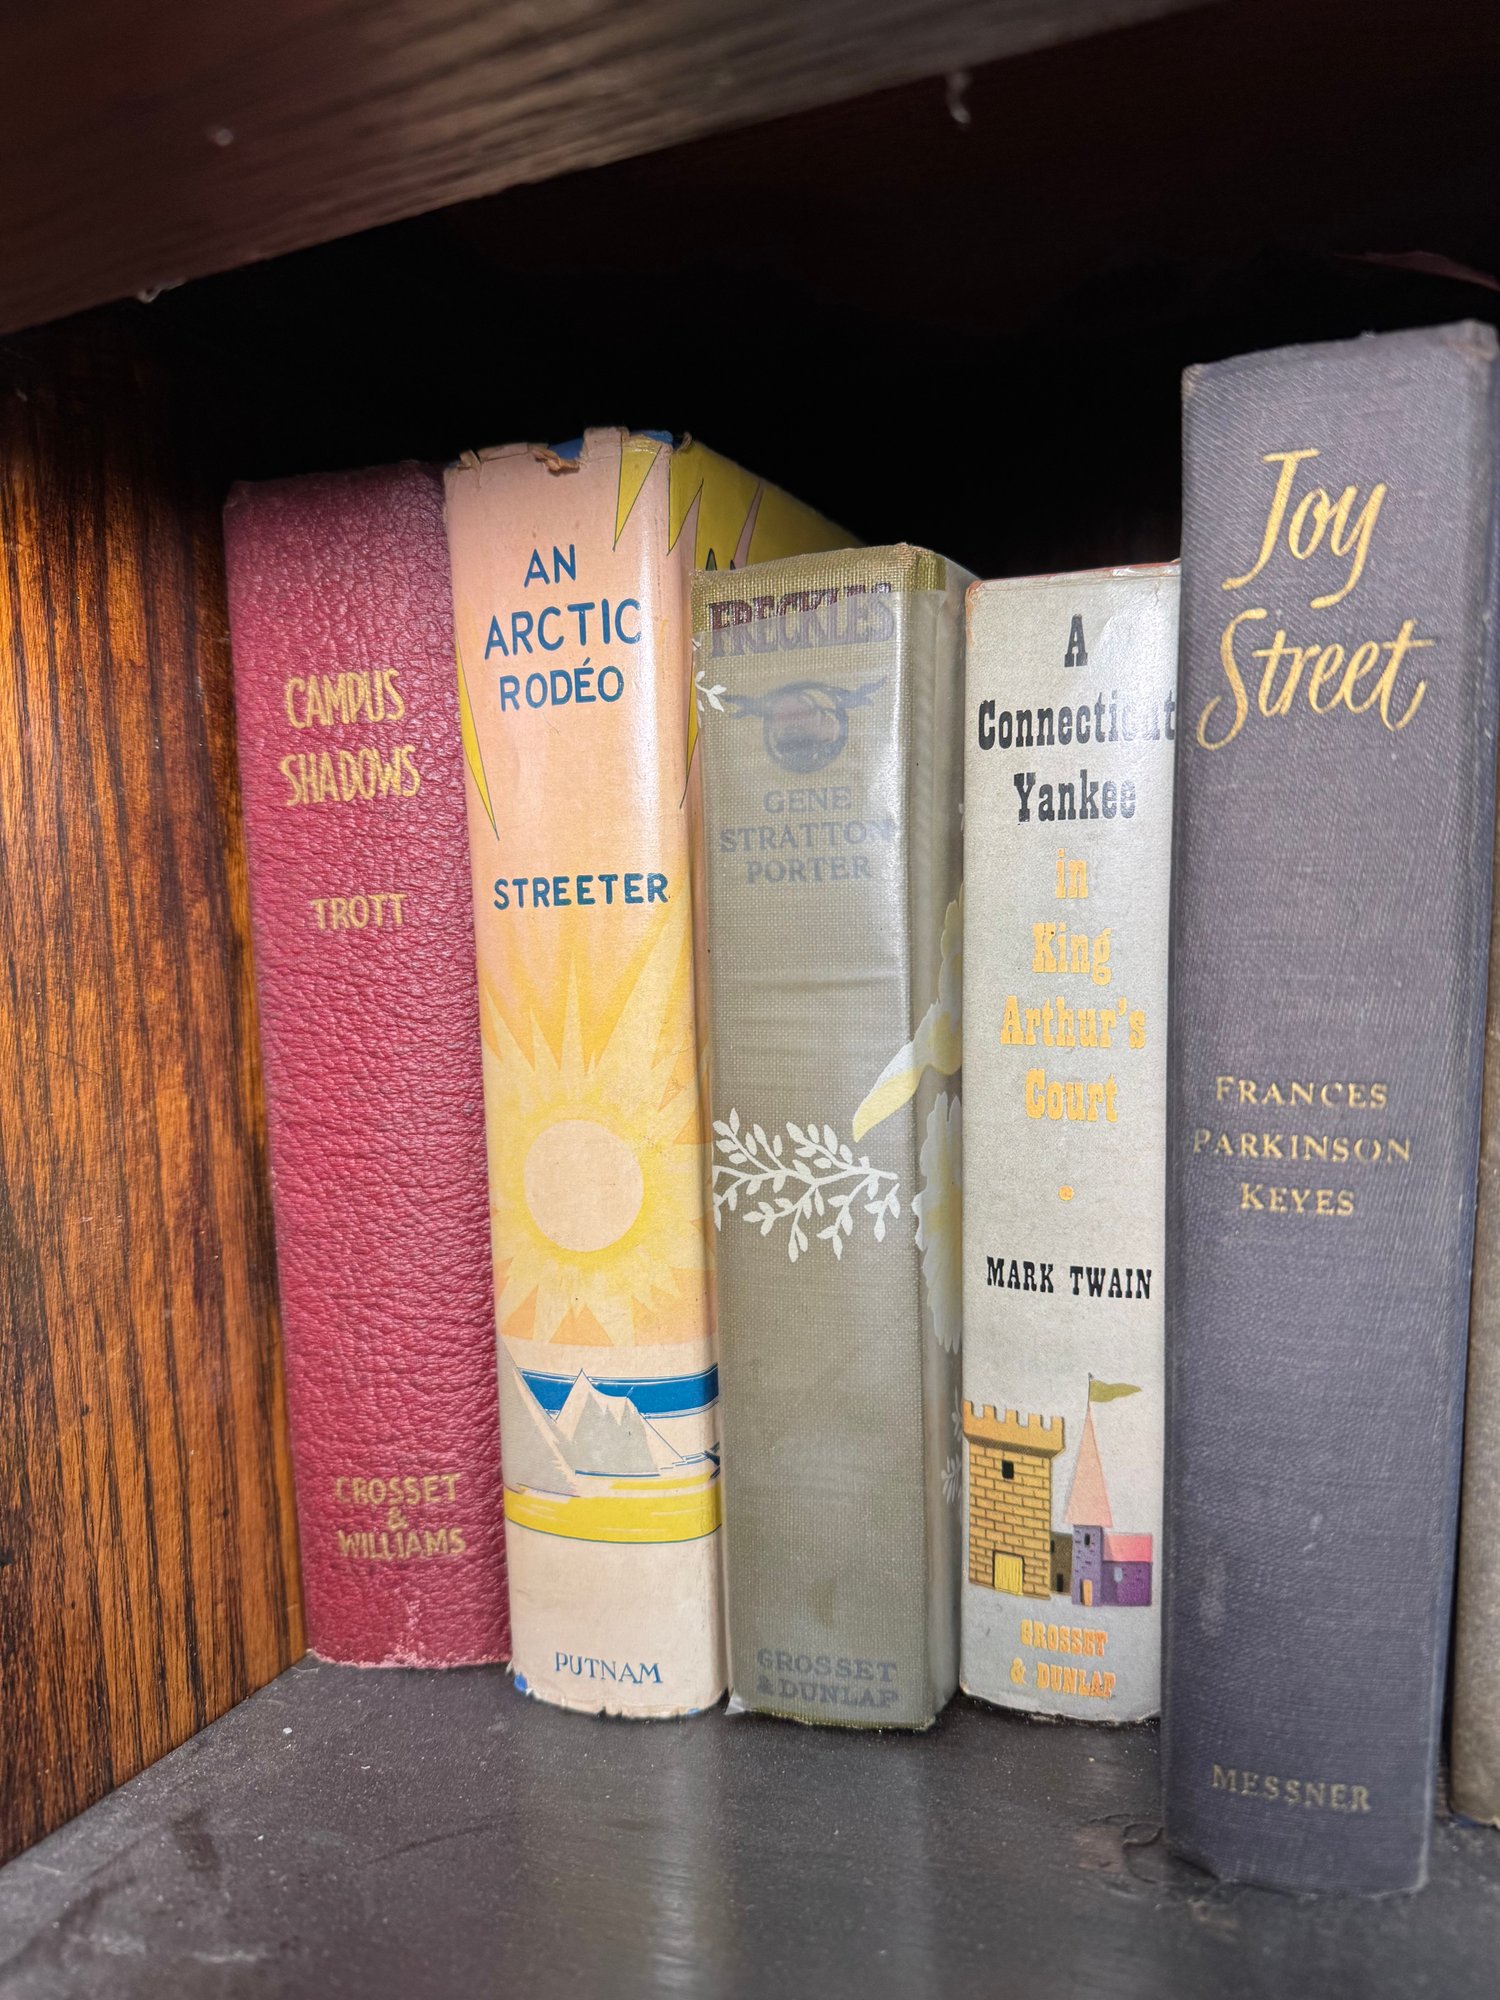 CAMPUS
SHADOWS
TROTT
CROSSET
&
WILLIAMS
AN
ARCTIC
RODÉO
STREETER
PUTNAM
FRECKLES
GENE
STRATTON
PORTER
GROSSET
& DUNLAP
A
Connecticut
Yankee
in
King
Arthur's
Court
MARK TWAIN
GROSSET
& DUNLAP
Joy
Street
FRANCES
PARKINSON
KEYES
MESSNER